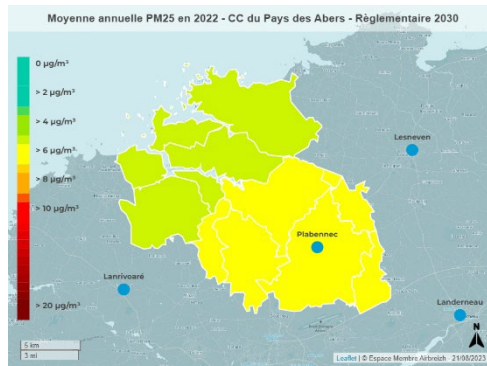 Moyenne annuelle PM25 en 2022 - CC du Pays des Abers - Règlementaire 2030
0 µg/m³
> 2 µg/m³
> 4 µg/m³
> 6 µg/m³
> 8 µg/m³
> 10 µg/m³
> 20 µg/m³
Lesneven
Plabennec
Lanrivoaré
Landerneau
5 km
3 mi
N
Leaflet | © Espace Membre Airbreizh - 21/08/2023